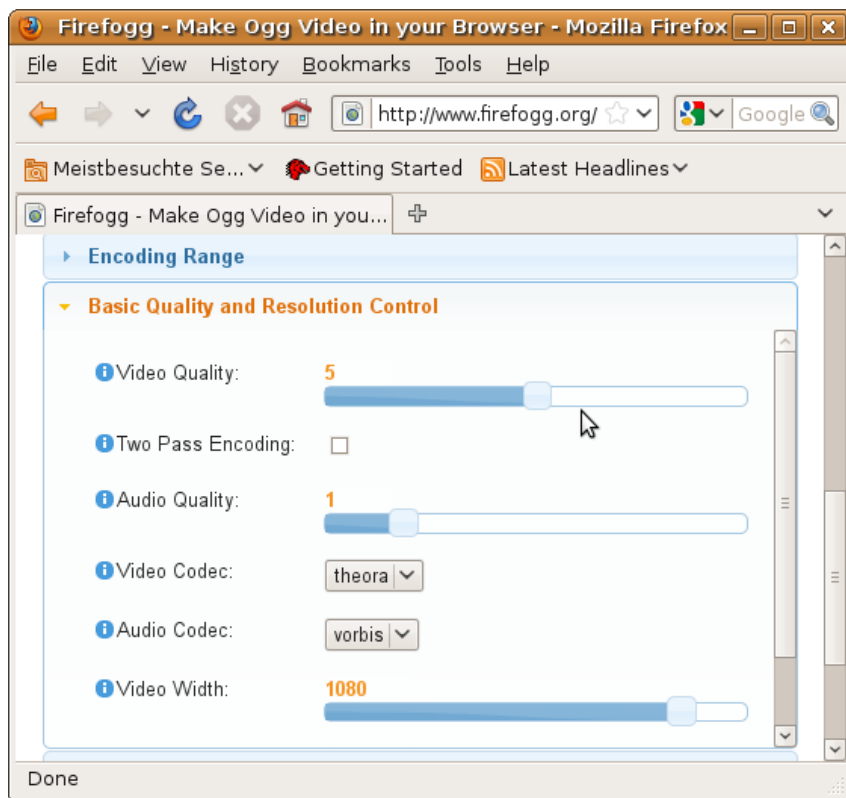 Firefogg - Make Ogg Video in your Browser - Mozilla Firefox
File Edit View History Bookmarks Tools Help
http://www.firefogg.org/ Google
Meistbesuchte Se... Getting Started Latest Headlines
Firefogg - Make Ogg Video in you...
Encoding Range
Basic Quality and Resolution Control
Video Quality: 5
Two Pass Encoding:
Audio Quality: 1
Video Codec: theora
Audio Codec: vorbis
Video Width: 1080
Done